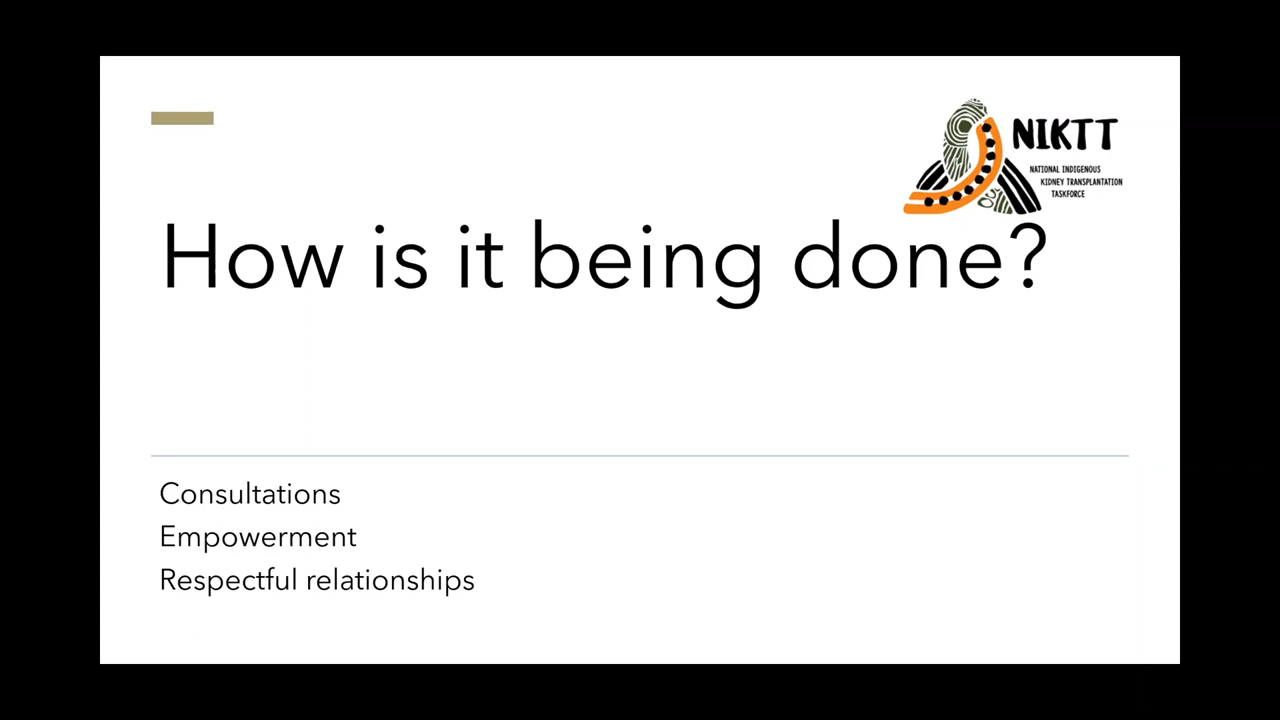 NIKTT
NATIONAL INDIGENOUS
KIDNEY TRANSPLANTATION
TASKFORCE
How is it being done?
Consultations
Empowerment
Respectful relationships